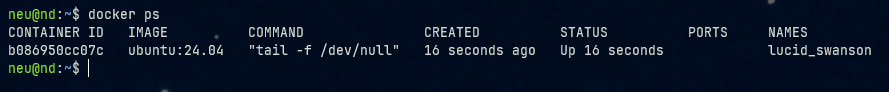 neu@nd:~$ docker ps
CONTAINER ID   IMAGE          COMMAND               CREATED          STATUS          PORTS     NAMES
b086950cc07c   ubuntu:24.04   "tail -f /dev/null"   16 seconds ago   Up 16 seconds             lucid_swanson
neu@nd:~$